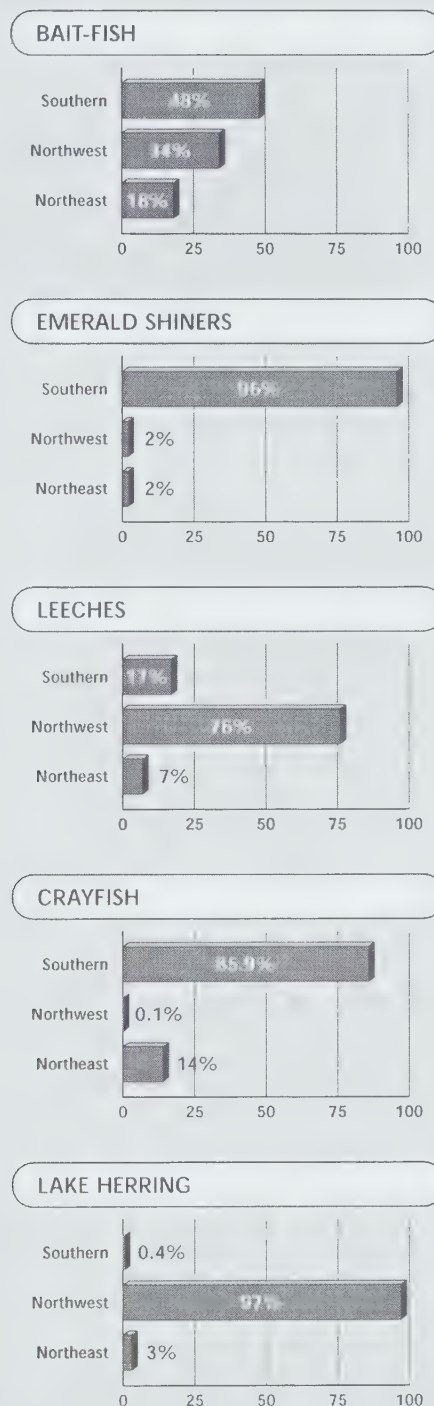 BAIT-FISH
Southern 48%
Northwest 34%
Northeast 18%
0 25 50 75 100
EMERALD SHINERS
Southern 96%
Northwest 2%
Northeast 2%
0 25 50 75 100
LEECHES
Southern 17%
Northwest 76%
Northeast 7%
0 25 50 75 100
CRAYFISH
Southern 85.9%
Northwest 0.1%
Northeast 14%
0 25 50 75 100
LAKE HERRING
Southern 0.4%
Northwest 97%
Northeast 3%
0 25 50 75 100